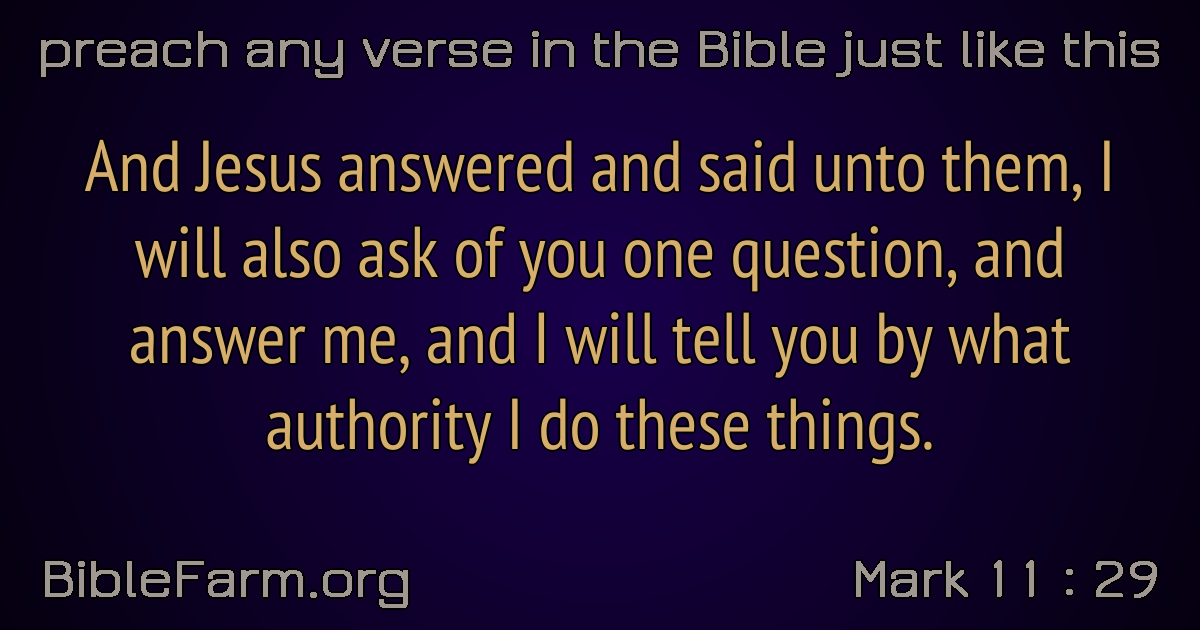 preach any verse in the Bible just like this
And Jesus answered and said unto them, I
will also ask of you one question, and
answer me, and I will tell you by what
authority I do these things.
BibleFarm.org
Mark 11 : 29